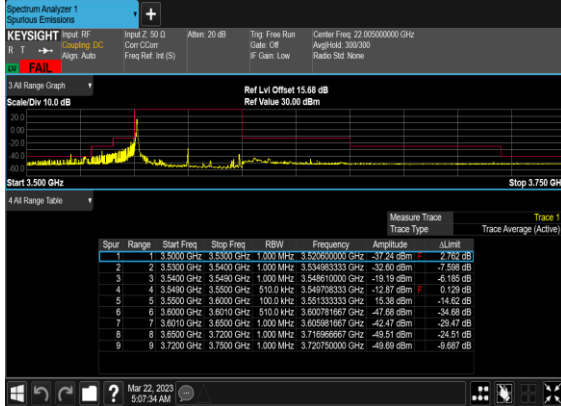 Spectrum Analyzer 1
Spurious Emissions
KEYSIGHT Input: RF Input Z: 50 Ω Atten: 20 dB Trig: Free Run Center Freq: 22.005000000 GHz
R T Coupling: DC Corr CCorr Gate: Off Avg|Hold: 300/300
Align: Auto Freq Ref: Int (S) IF Gain: Low Radio Std: None
FAIL
3 All Range Graph
Ref Lvl Offset 15.68 dB
Scale/Div 10.0 dB Ref Value 30.00 dBm
20.0
0.00
-20.0
-40.0
-60.0
Start 3.500 GHz Stop 3.750 GH
4 All Range Table
Measure Trace Trace 1
Trace Type Trace Average (Active)
Spur Range Start Freq Stop Freq RBW Frequency Amplitude ΔLimit
1 1 3.5000 GHz 3.5300 GHz 1.000 MHz 3.520600000 GHz -37.24 dBm F 2.762 dB
2 2 3.5300 GHz 3.5400 GHz 1.000 MHz 3.534983333 GHz -32.60 dBm -7.598 dB
3 3 3.5400 GHz 3.5490 GHz 1.000 MHz 3.548610000 GHz -19.19 dBm -6.185 dB
4 4 3.5490 GHz 3.5500 GHz 510.0 kHz 3.549708333 GHz -12.87 dBm F 0.129 dB
5 5 3.5500 GHz 3.6000 GHz 100.0 kHz 3.551333333 GHz 15.38 dBm -14.62 dB
6 6 3.6000 GHz 3.6010 GHz 510.0 kHz 3.600781667 GHz -47.68 dBm -34.68 dB
7 7 3.6010 GHz 3.6500 GHz 1.000 MHz 3.605981667 GHz -42.47 dBm -29.47 dB
8 8 3.6500 GHz 3.7200 GHz 1.000 MHz 3.716966667 GHz -49.51 dBm -24.51 dB
9 9 3.7200 GHz 3.7500 GHz 1.000 MHz 3.720750000 GHz -49.69 dBm -9.687 dB
Mar 22, 2023
5:07:34 AM